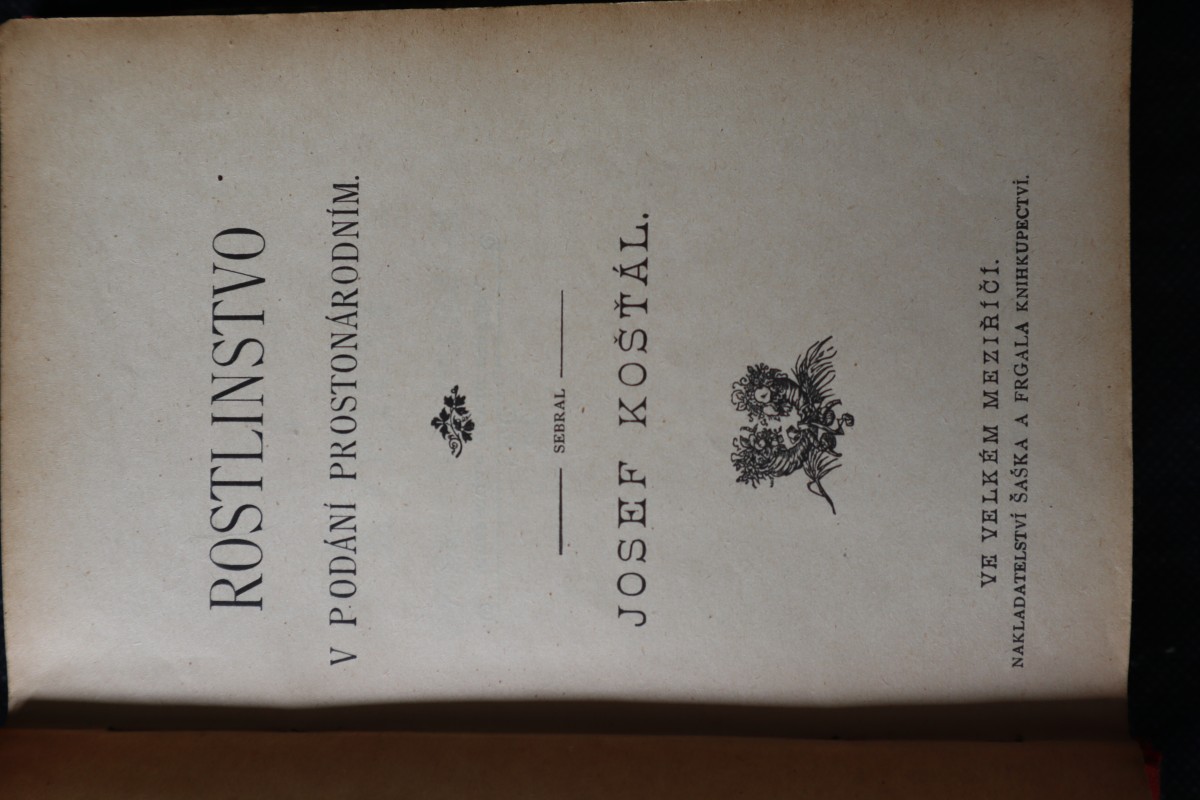 ROSTLINSTVO
V PODÁNÍ PROSTONÁRODNÍM.
SEBRAL
JOSEF KOŠŤÁL.
VE VELKÉM MEZIŘÍČÍ.
NAKLADATELSTVÍ ŠAŠKA A FRGALA KNIHKUPECTVÍ.